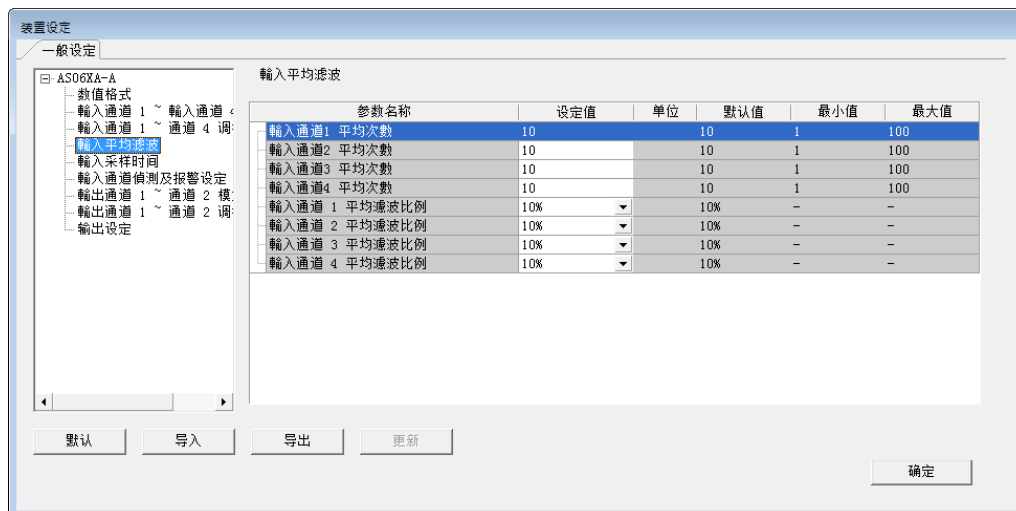 装置设定
一般设定
AS06XA-A
数值格式
輸入通道 1 ~ 輸入通道 4
輸入通道 1 ~ 通道 4 调
輸入平均滤波
輸入采样时间
輸入通道偵測及报警设定
輸出通道 1 ~ 通道 2 模
輸出通道 1 ~ 通道 2 调
输出设定
輸入平均滤波
参数名称 设定值 单位 默认值 最小值 最大值
輸入通道1 平均次數 10 10 1 100
輸入通道2 平均次數 10 10 1 100
輸入通道3 平均次數 10 10 1 100
輸入通道4 平均次數 10 10 1 100
輸入通道 1 平均濾波比例 10% 10% - -
輸入通道 2 平均濾波比例 10% 10% - -
輸入通道 3 平均濾波比例 10% 10% - -
輸入通道 4 平均濾波比例 10% 10% - -
默认 导入 导出 更新
确定